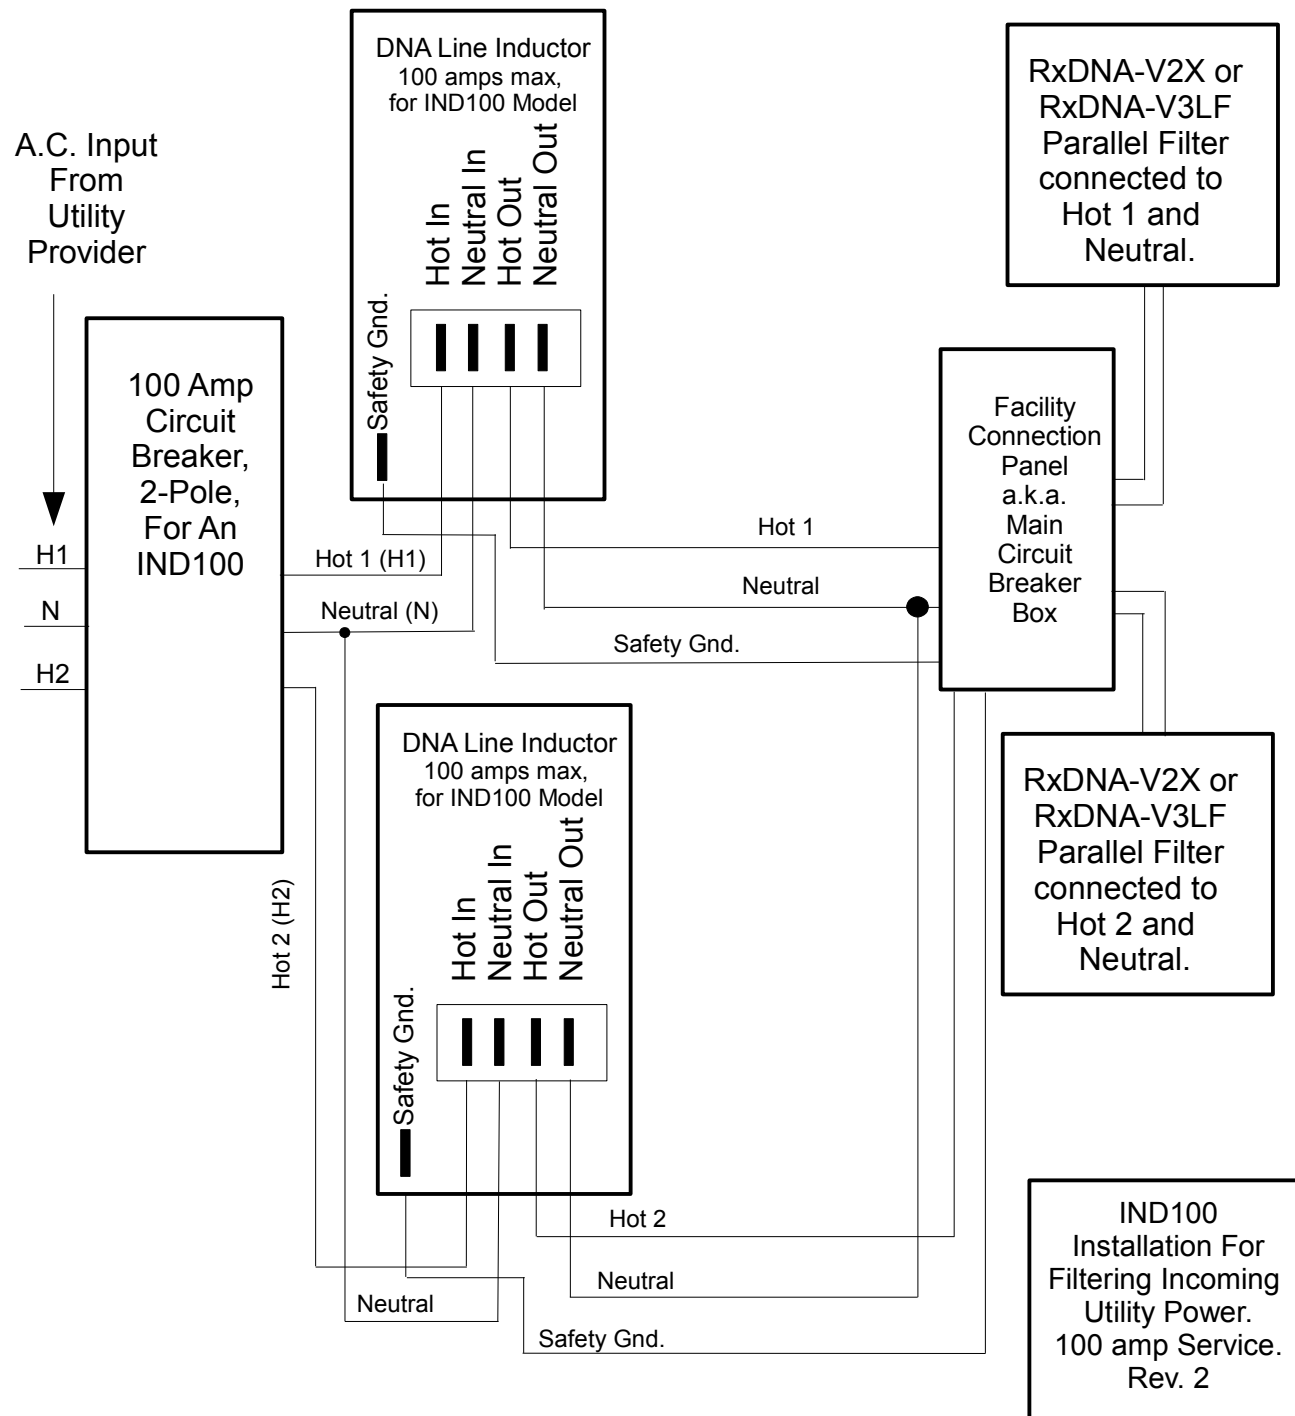 DNA Line Inductor
100 amps max,
for IND100 Model
Hot In
Neutral In
Hot Out
Neutral Out
Safety Gnd.
RxDNA-V2X or
RxDNA-V3LF
Parallel Filter
connected to
Hot 1 and
Neutral.
A.C. Input
From
Utility
Provider
100 Amp
Circuit
Breaker,
2-Pole,
For An
IND100
H1
N
H2
Hot 1 (H1)
Neutral (N)
Hot 2 (H2)
Hot 1
Neutral
Safety Gnd.
Facility
Connection
Panel
a.k.a.
Main
Circuit
Breaker
Box
DNA Line Inductor
100 amps max,
for IND100 Model
Hot In
Neutral In
Hot Out
Neutral Out
Safety Gnd.
RxDNA-V2X or
RxDNA-V3LF
Parallel Filter
connected to
Hot 2 and
Neutral.
Hot 2
Neutral
Neutral
Safety Gnd.
IND100
Installation For
Filtering Incoming
Utility Power.
100 amp Service.
Rev. 2